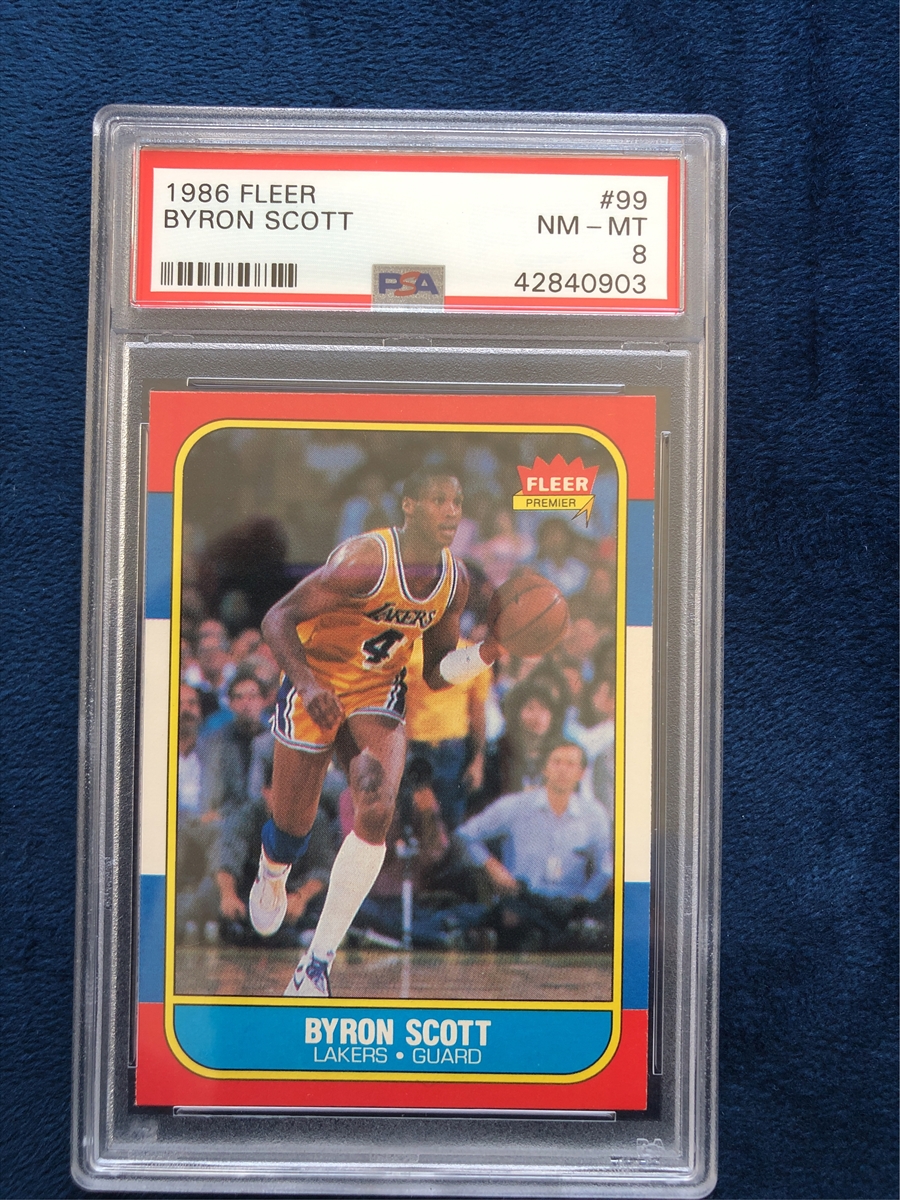 1986 FLEER
#99
BYRON SCOTT
NM – MT
8
PSA
42840903
FLEER
PREMIER
LAKERS
4
BYRON SCOTT
LAKERS • GUARD